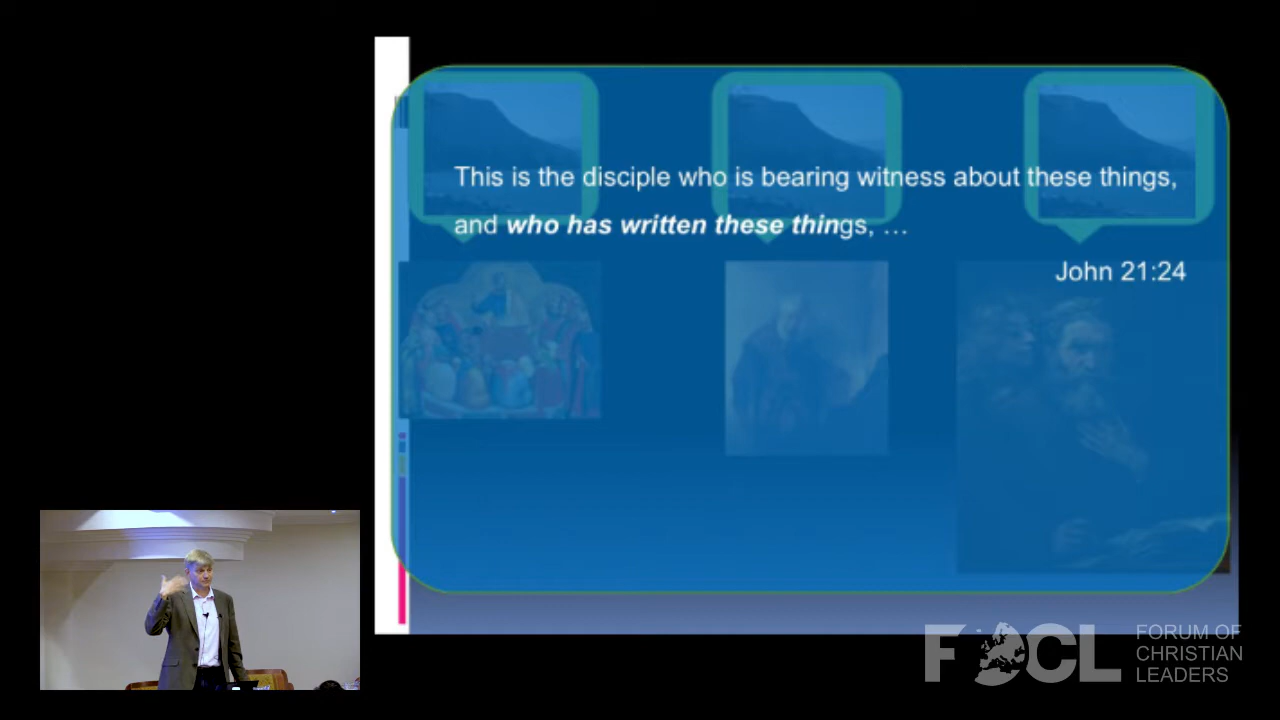 This is the disciple who is bearing witness about these things,
and who has written these things, …
John 21:24
FOCL
FORUM OF
CHRISTIAN
LEADERS